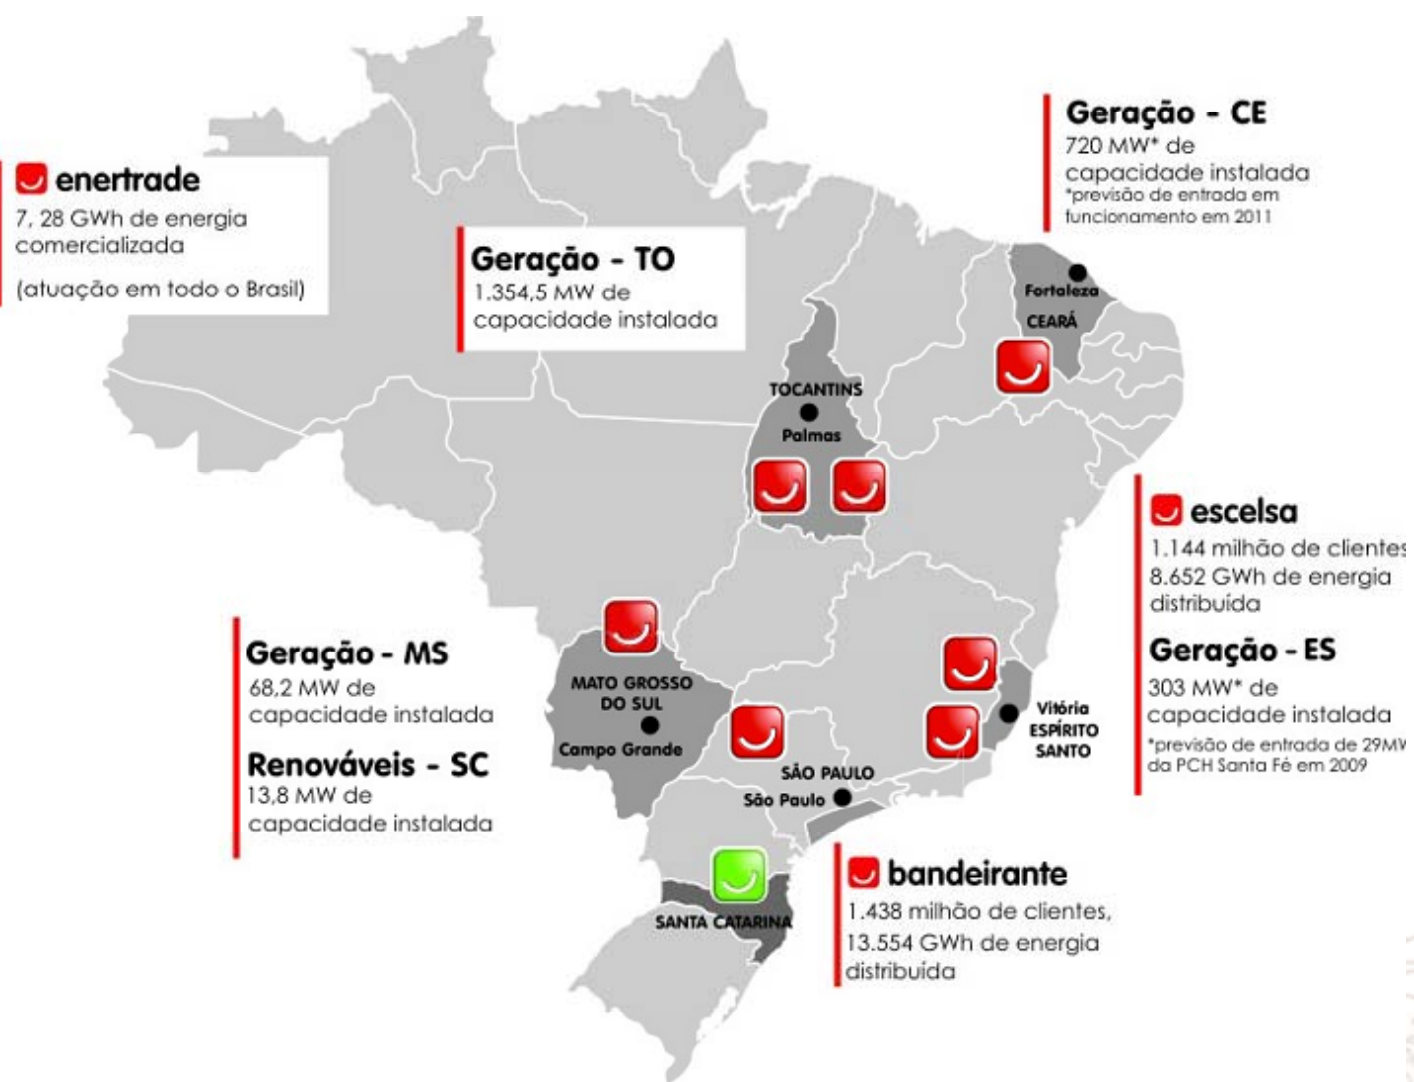 Geração - CE
720 MW* de
capacidade instalada
*previsão de entrada em
funcionamento em 2011
enertrade
7, 28 GWh de energia
comercializada
(atuação em todo o Brasil)
Geração - TO
1.354,5 MW de
capacidade instalada
Fortaleza
CEARÁ
TOCANTINS
Palmas
escelsa
1.144 milhão de clientes
8.652 GWh de energia
distribuída
Geração - ES
303 MW* de
capacidade instalada
*previsão de entrada de 29MW
da PCH Santa Fé em 2009
Geração - MS
68,2 MW de
capacidade instalada
Renováveis - SC
13,8 MW de
capacidade instalada
MATO GROSSO
DO SUL
Campo Grande
Vitória
ESPÍRITO
SANTO
SÃO PAULO
São Paulo
bandeirante
1.438 milhão de clientes,
13.554 GWh de energia
distribuída
SANTA CATARINA